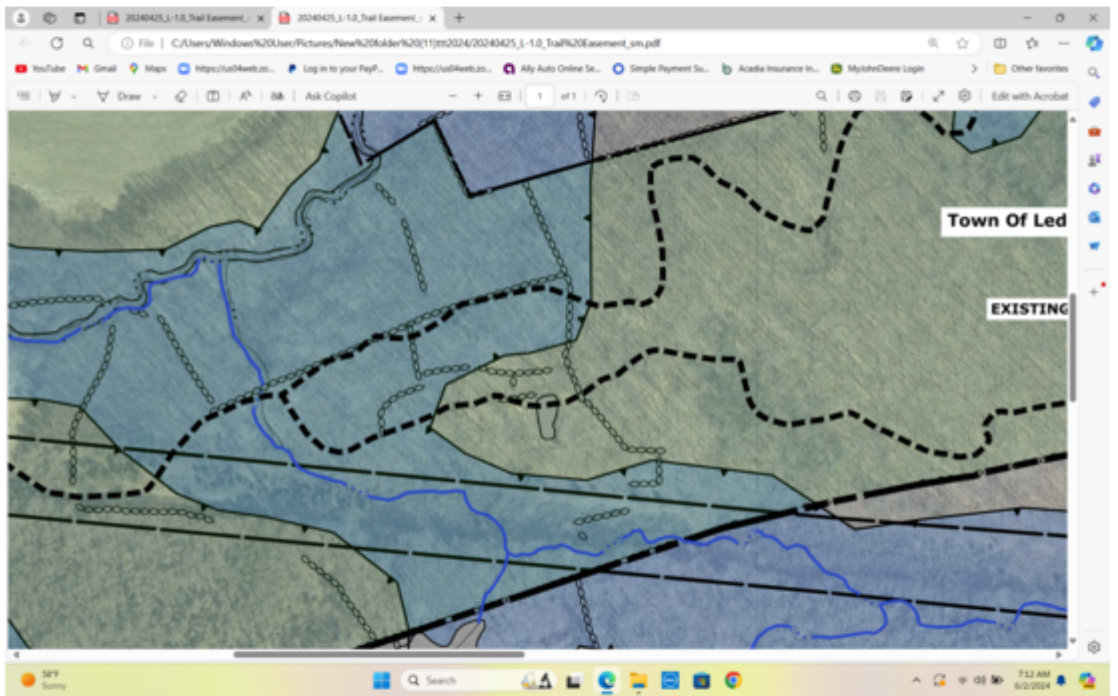 20240425_L-1.0_Trail Easement_
20240425_L-1.0_Trail Easement_
File | C:/Users/Windows%20User/Pictures/New%20folder%20(11)ttt2024/20240425_L-1.0_Trail%20Easement_sm.pdf
YouTube Gmail Maps https://us04web.zo... Log in to your PayP... https://us04web.zo... Ally Auto Online Se... Simple Payment Su... Acadia Insurance In... MyJohnDeere Login Other favorites
Draw Ask Copilot 1 of 1 Edit with Acrobat
Town Of Led
EXISTING
58°F
Sunny
Search
7:12 AM
6/2/2024